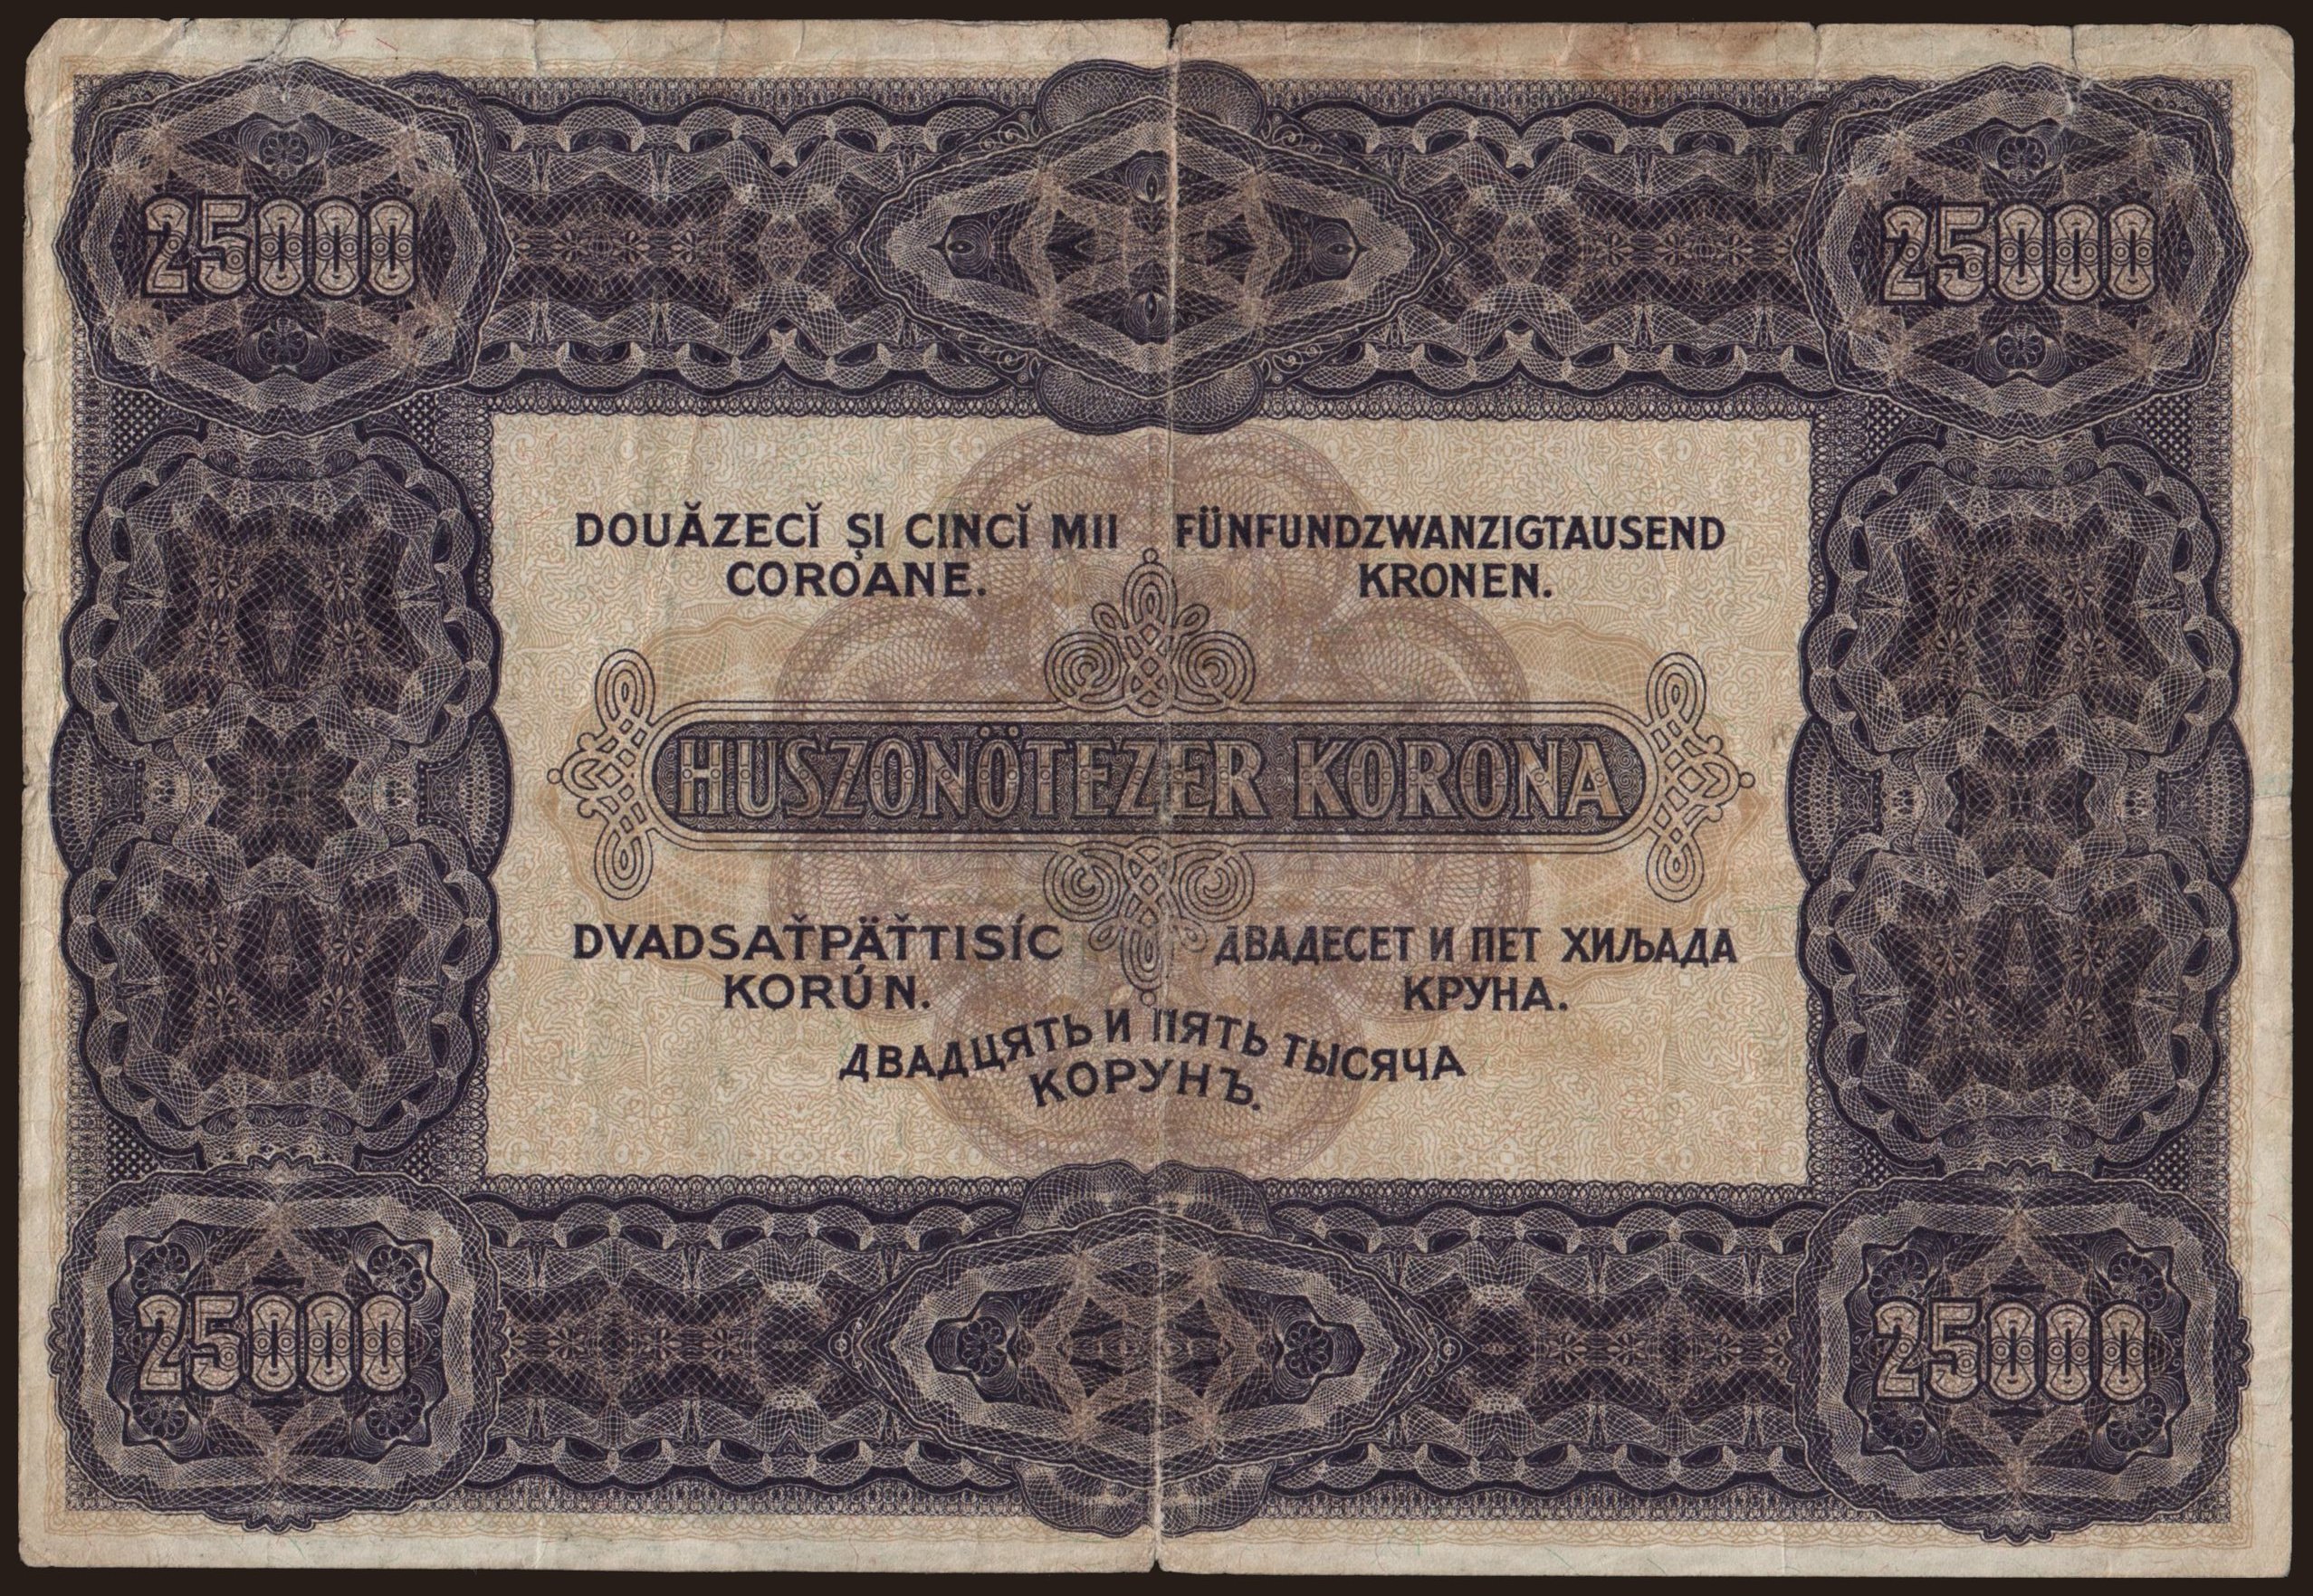 25000 25000
DOUĂZECĬ ŞI CINCĬ MII
COROANE.
FÜNFUNDZWANZIGTAUSEND
KRONEN.
HUSZONÖTEZER KORONA
DVADSAŤPÄŤTISÍC
KORÚN.
ДВАДЕСЕТ И ПЕТ ХИЉАДА
КРУНА.
ДВАДЦЯТЬ И ПЯТЬ ТЫСЯЧА
КОРУНЪ.
25000 25000